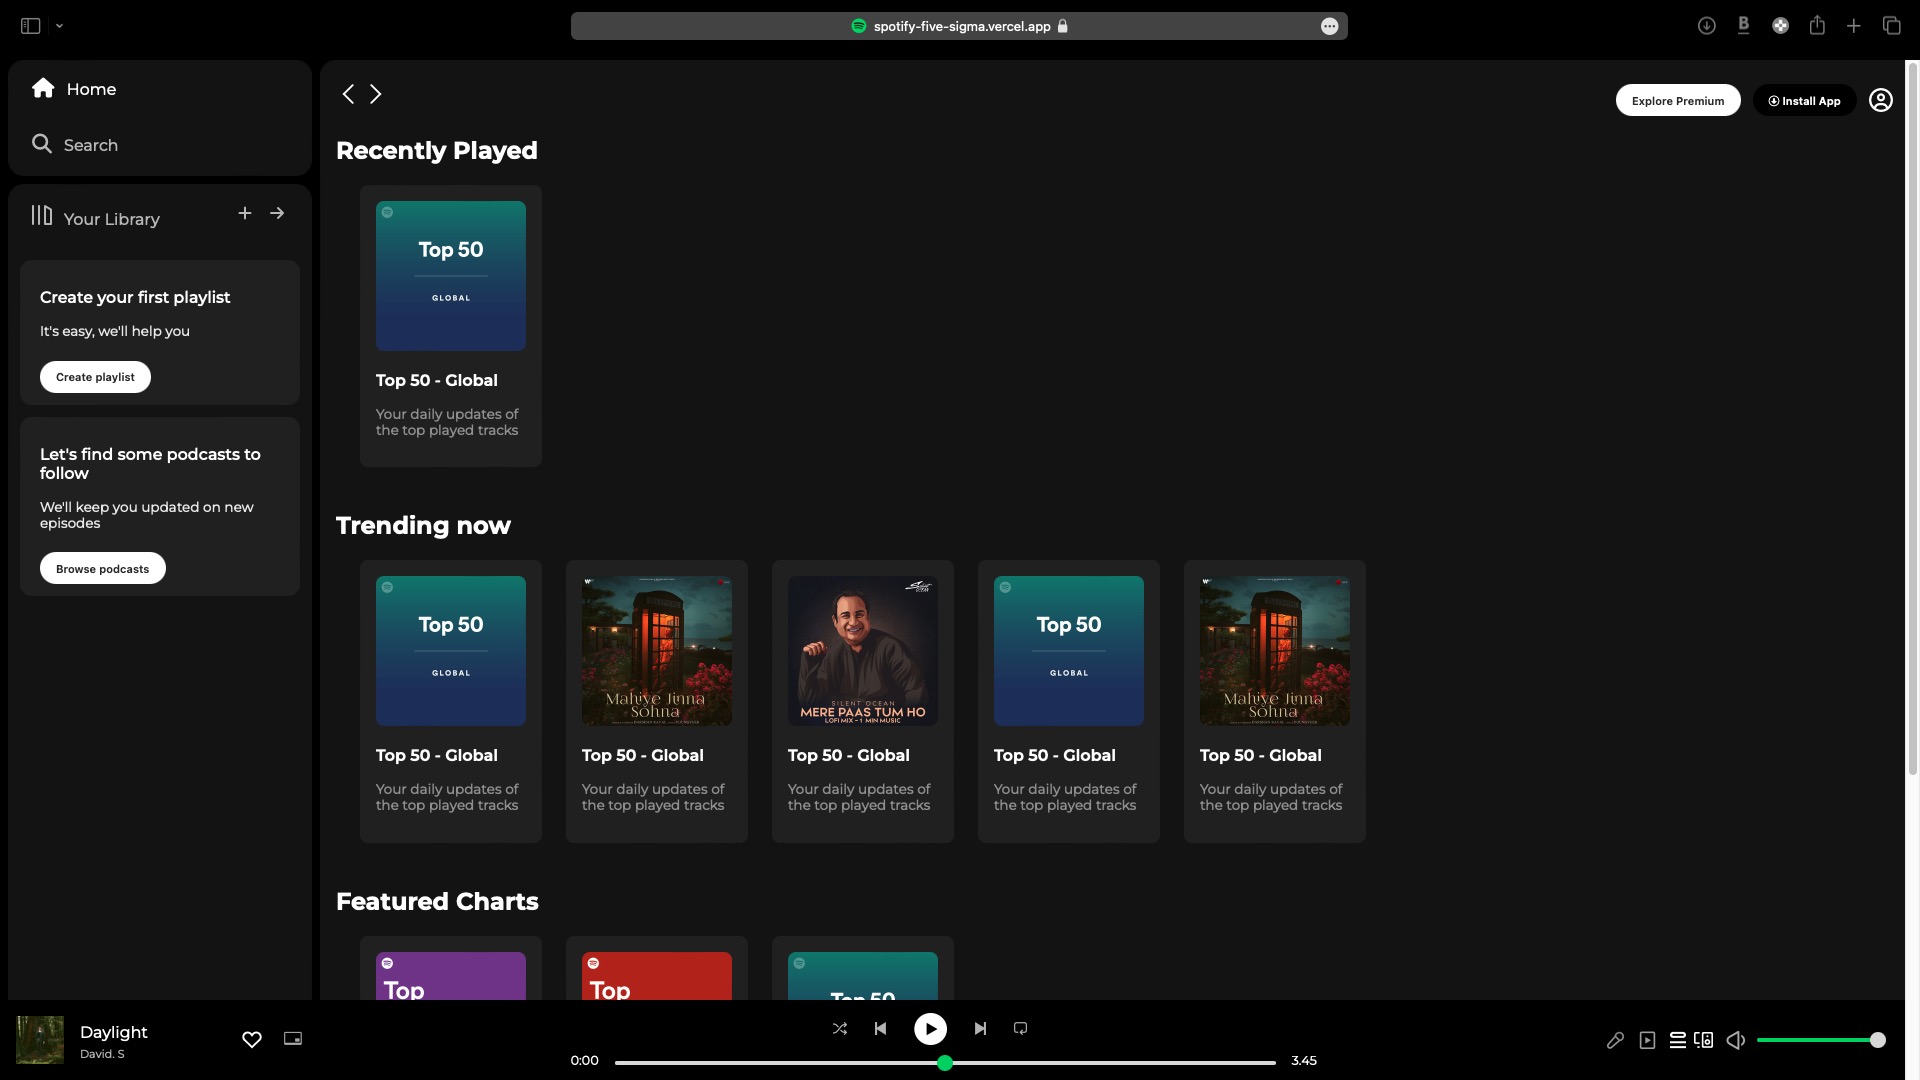 spotify-five-sigma.vercel.app
Home
Search
Your Library
Create your first playlist
It's easy, we'll help you
Create playlist
Let's find some podcasts to
follow
We'll keep you updated on new
episodes
Browse podcasts
Explore Premium
Install App
Recently Played
Top 50
GLOBAL
Top 50 - Global
Your daily updates of
the top played tracks
Trending now
Top 50
GLOBAL
Top 50 - Global
Your daily updates of
the top played tracks
Mahiye Jinna
Sohna
Top 50 - Global
Your daily updates of
the top played tracks
SILENT OCEAN
MERE PAAS TUM HO
LOFI MIX - 1 MIN MUSIC
Top 50 - Global
Your daily updates of
the top played tracks
Top 50
GLOBAL
Top 50 - Global
Your daily updates of
the top played tracks
Mahiye Jinna
Sohna
Top 50 - Global
Your daily updates of
the top played tracks
Featured Charts
Top
Top
Top 50
Daylight
David. S
0:00
3.45